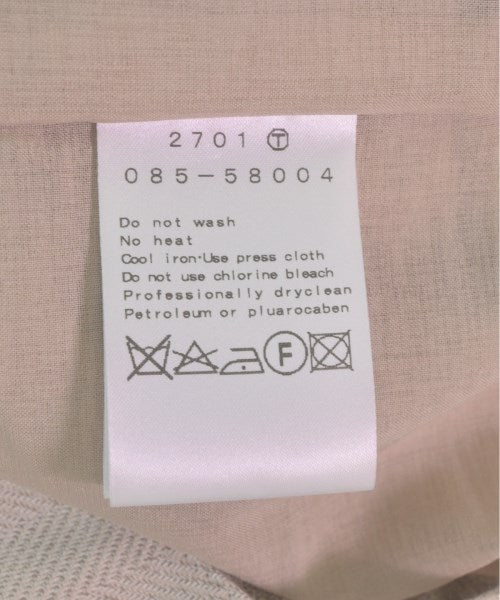 2701 Ⓣ
085-58004
Do not wash
No heat
Cool iron·Use press cloth
Do not use chlorine bleach
Professionally dryclean
Petroleum or pluarocaben
F